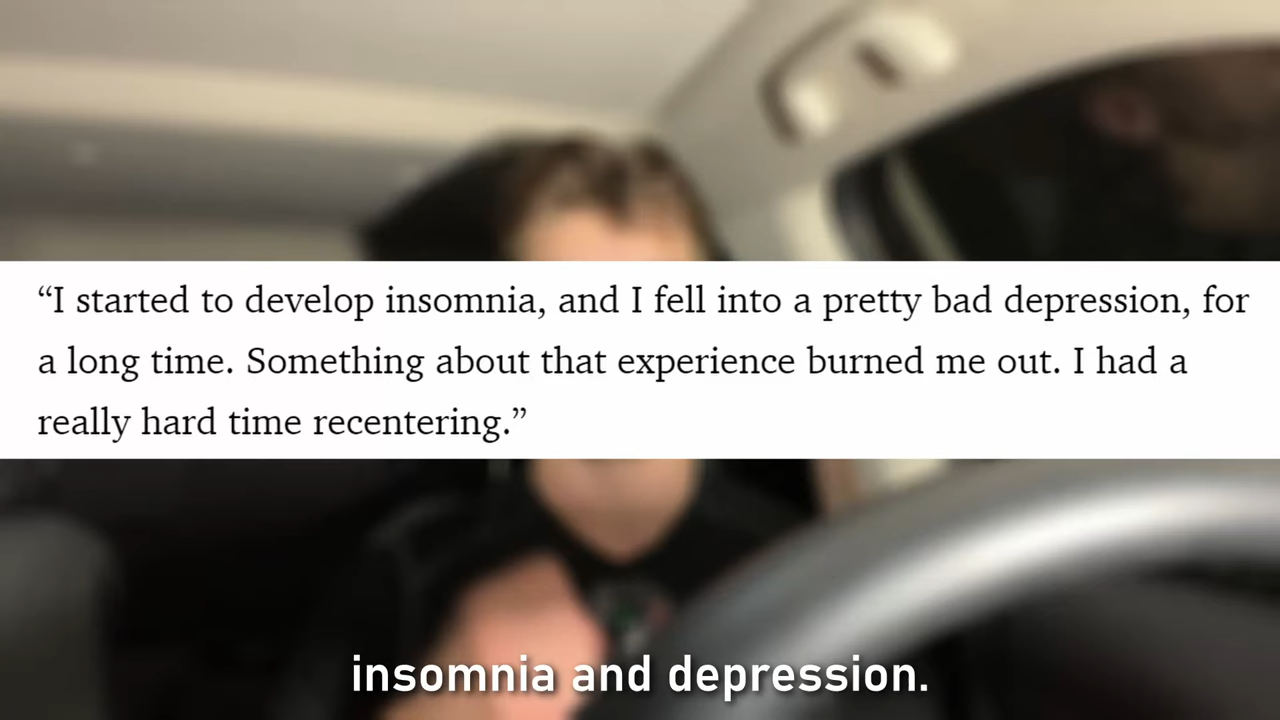 “I started to develop insomnia, and I fell into a pretty bad depression, for
a long time. Something about that experience burned me out. I had a
really hard time recentering.”
insomnia and depression.